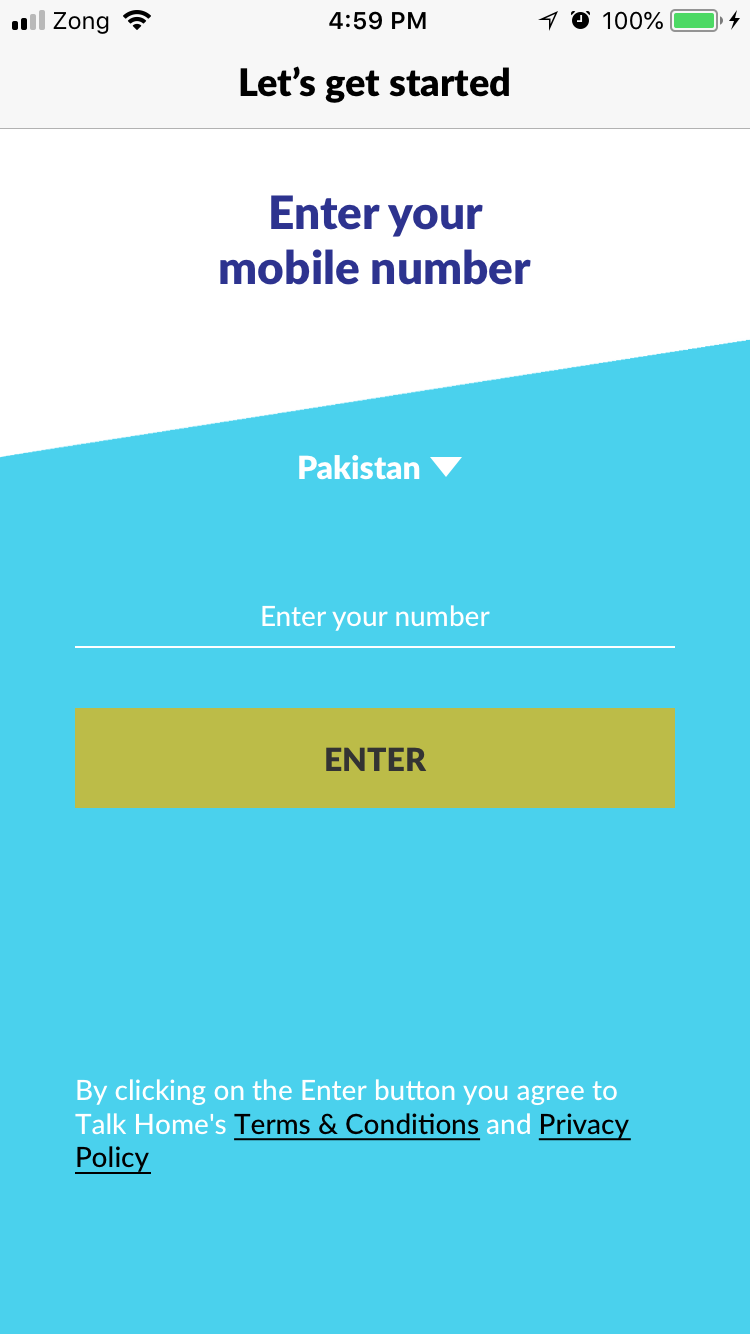 Zong 4:59 PM 100%
Let’s get started
Enter your
mobile number
Pakistan
Enter your number
ENTER
By clicking on the Enter button you agree to
Talk Home's Terms & Conditions and Privacy
Policy